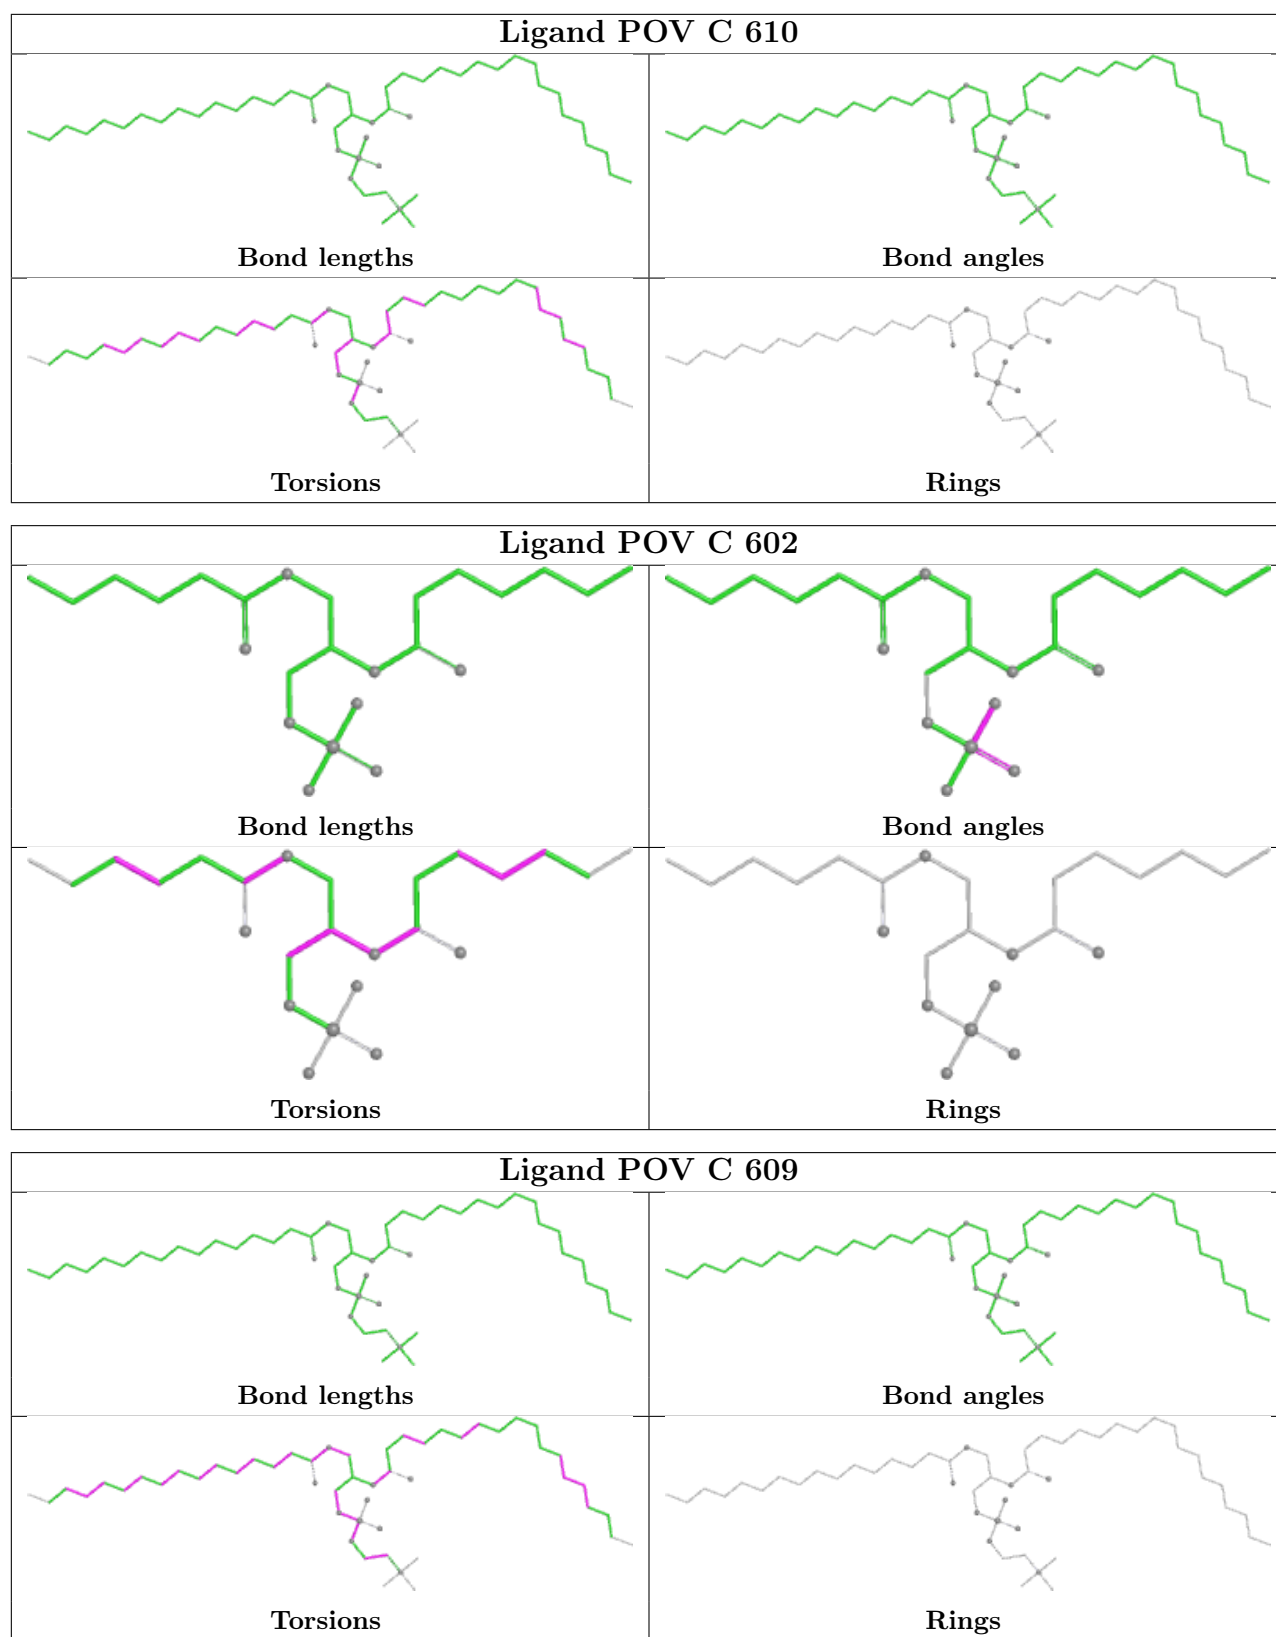 Ligand POV C 610
Bond lengths
Bond angles
Torsions
Rings
Ligand POV C 602
Bond lengths
Bond angles
Torsions
Rings
Ligand POV C 609
Bond lengths
Bond angles
Torsions
Rings